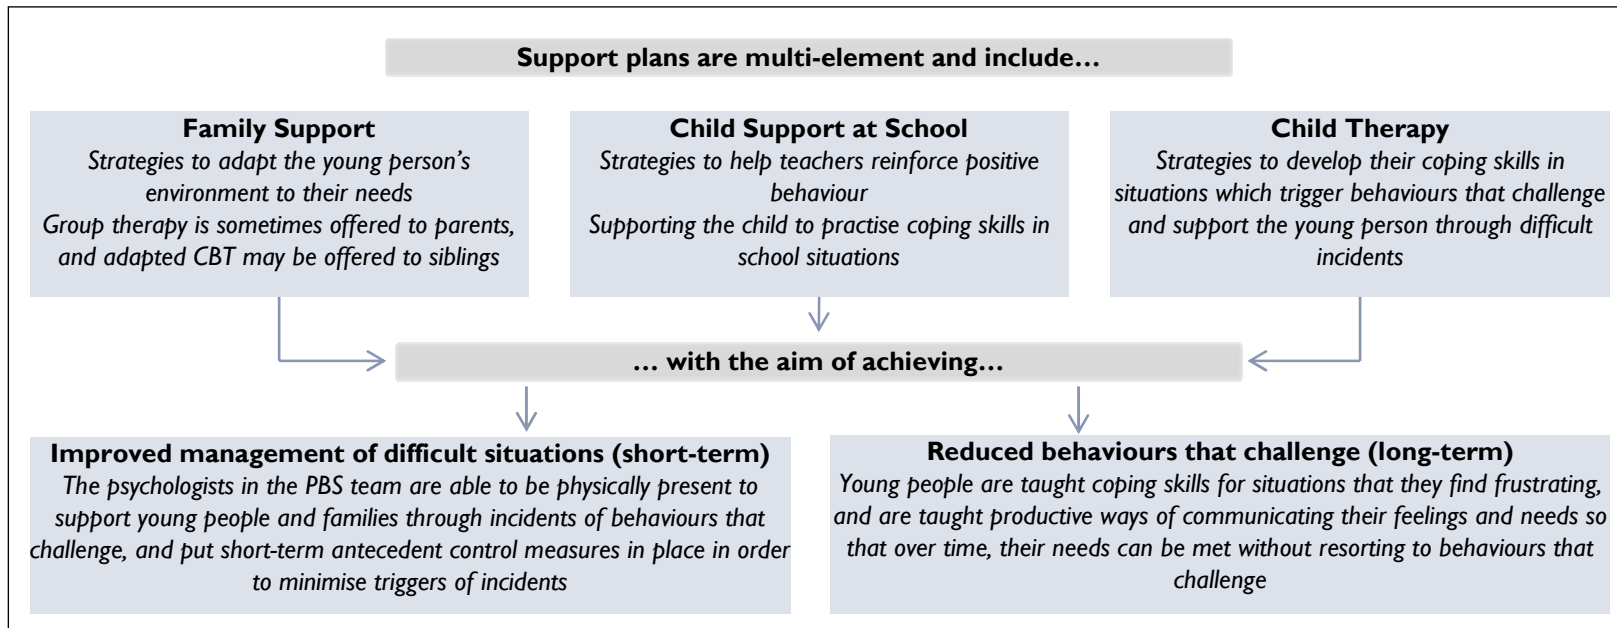 Support plans are multi-element and include…
Family Support
Strategies to adapt the young person’s
environment to their needs
Group therapy is sometimes offered to parents,
and adapted CBT may be offered to siblings
Child Support at School
Strategies to help teachers reinforce positive
behaviour
Supporting the child to practise coping skills in
school situations
Child Therapy
Strategies to develop their coping skills in
situations which trigger behaviours that challenge
and support the young person through difficult
incidents
… with the aim of achieving…
Improved management of difficult situations (short-term)
The psychologists in the PBS team are able to be physically present to
support young people and families through incidents of behaviours that
challenge, and put short-term antecedent control measures in place in order
to minimise triggers of incidents
Reduced behaviours that challenge (long-term)
Young people are taught coping skills for situations that they find frustrating,
and are taught productive ways of communicating their feelings and needs so
that over time, their needs can be met without resorting to behaviours that
challenge